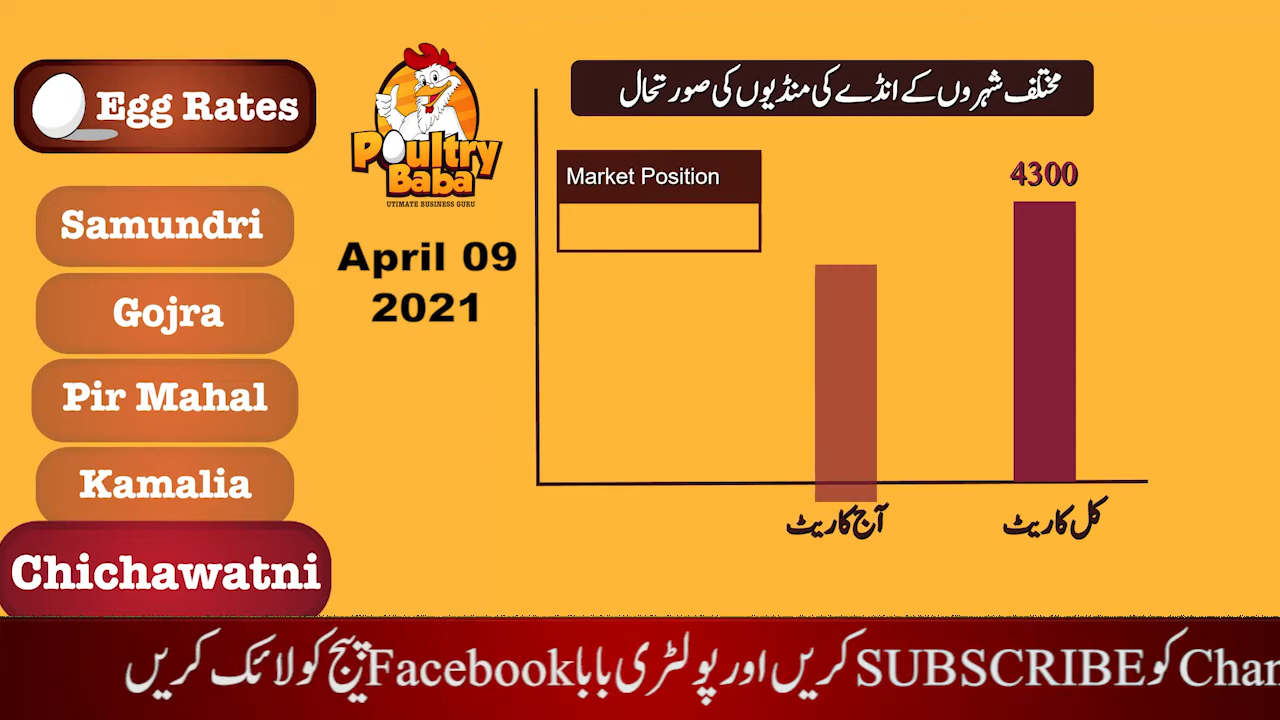 Egg Rates
Samundri
Gojra
Pir Mahal
Kamalia
Chichawatni
Poultry
Baba
UTIMATE BUSINESS GURU
April 09
2021
مختلف شہروں کے انڈے کی منڈیوں کی صورتحال
Market Position
4300
آج کا ریٹ
کل کا ریٹ
Chan کو SUBSCRIBE کریں اور پولٹری بابا Facebook پیج کو لائک کریں